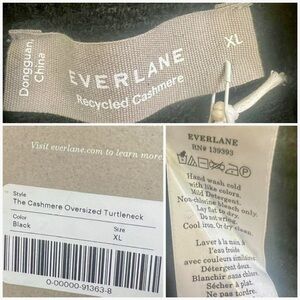 Dongguan,
China
EVERLANE
Recycled Cashmere
XL
Visit everlane.com to learn more
Style
The Cashmere Oversized Turtleneck
Color
Black
Size
XL
0-00000-91363-8
EVERLANE
RN# 139393
Hand wash cold
with like colors.
Mild Detergent.
Non-chlorine bleach only.
Lay flat to dry.
Do not wring.
Cool iron. Or dry clean.
Laver à la main, à
l'eau froide
avec couleurs similaires.
Détergent doux.
Blanchir sans chlore.
Sécher à plat.
Ne pas tordre.